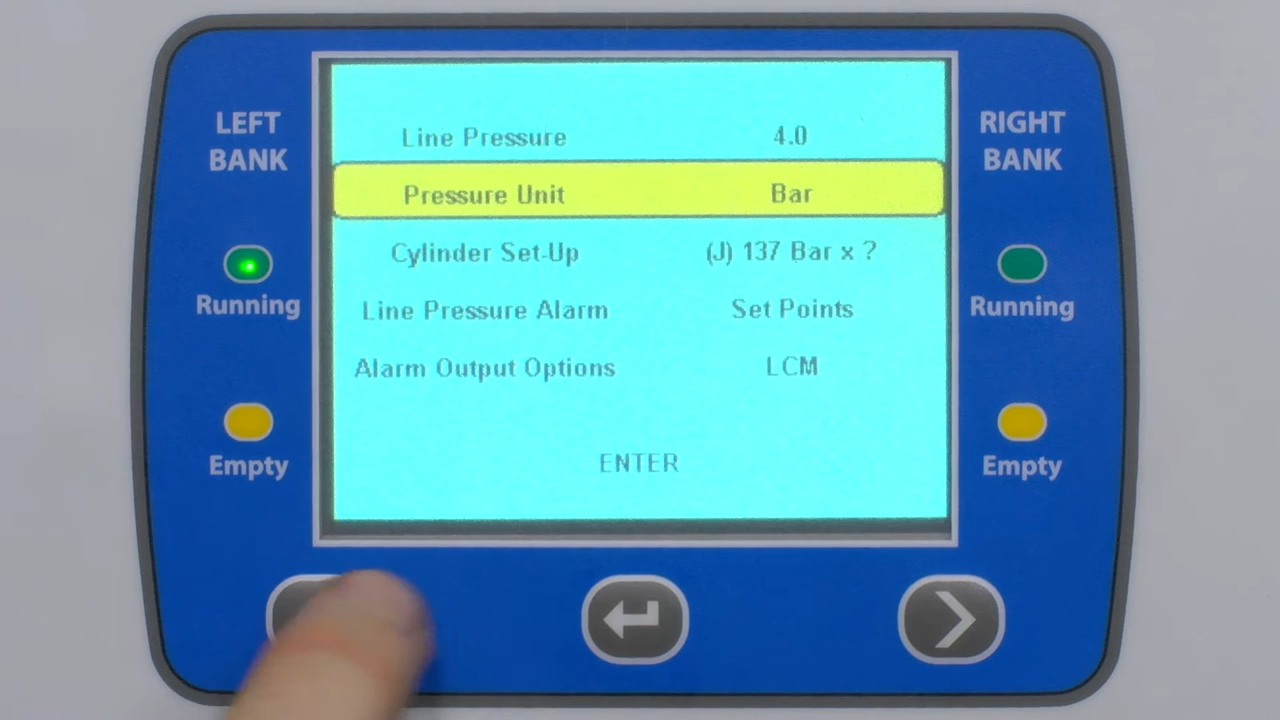 LEFT
BANK
RIGHT
BANK
Line Pressure 4.0
Pressure Unit Bar
Cylinder Set-Up (J) 137 Bar x ?
Line Pressure Alarm Set Points
Alarm Output Options LCM
ENTER
Running
Running
Empty
Empty